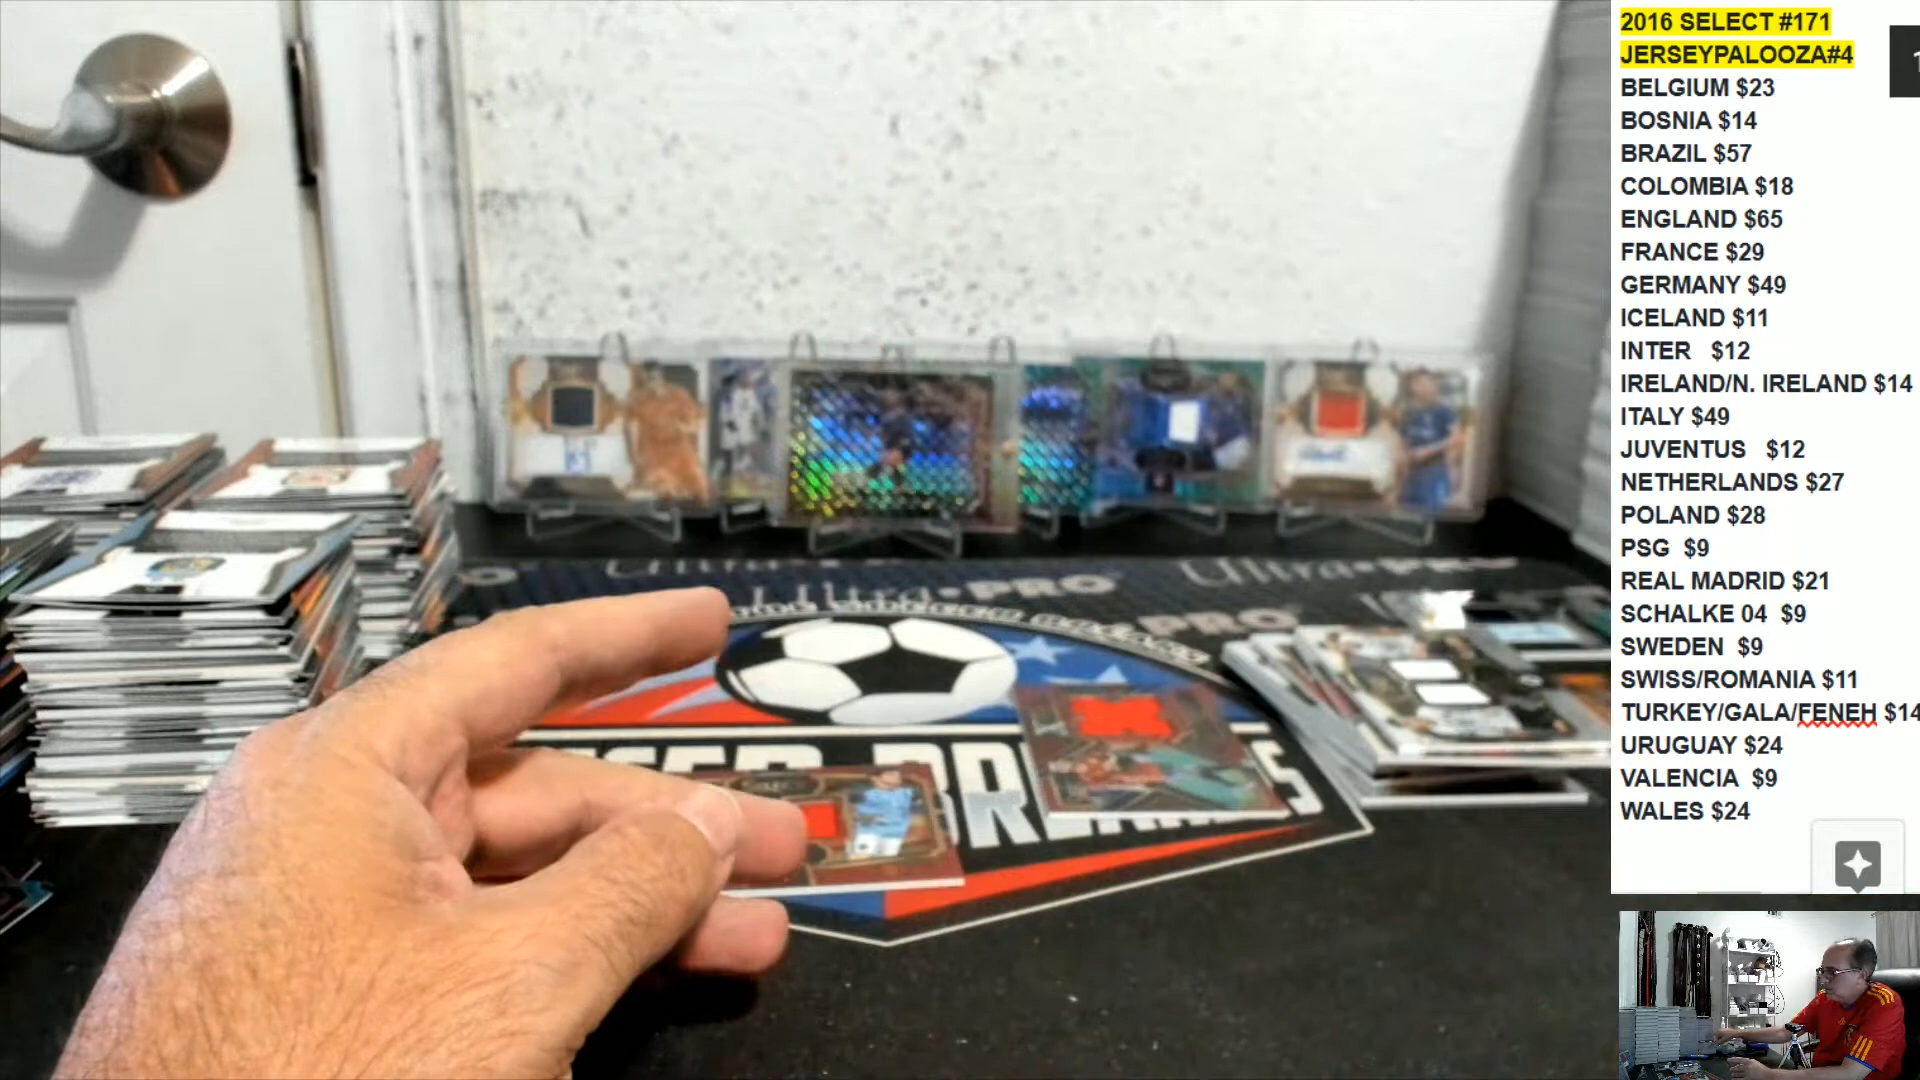 2016 SELECT #171
JERSEYPALOOZA#4
BELGIUM $23
BOSNIA $14
BRAZIL $57
COLOMBIA $18
ENGLAND $65
FRANCE $29
GERMANY $49
ICELAND $11
INTER $12
IRELAND/N. IRELAND $14
ITALY $49
JUVENTUS $12
NETHERLANDS $27
POLAND $28
PSG $9
REAL MADRID $21
SCHALKE 04 $9
SWEDEN $9
SWISS/ROMANIA $11
TURKEY/GALA/FENEH $14
URUGUAY $24
VALENCIA $9
WALES $24
Ultra•PRO
PRO